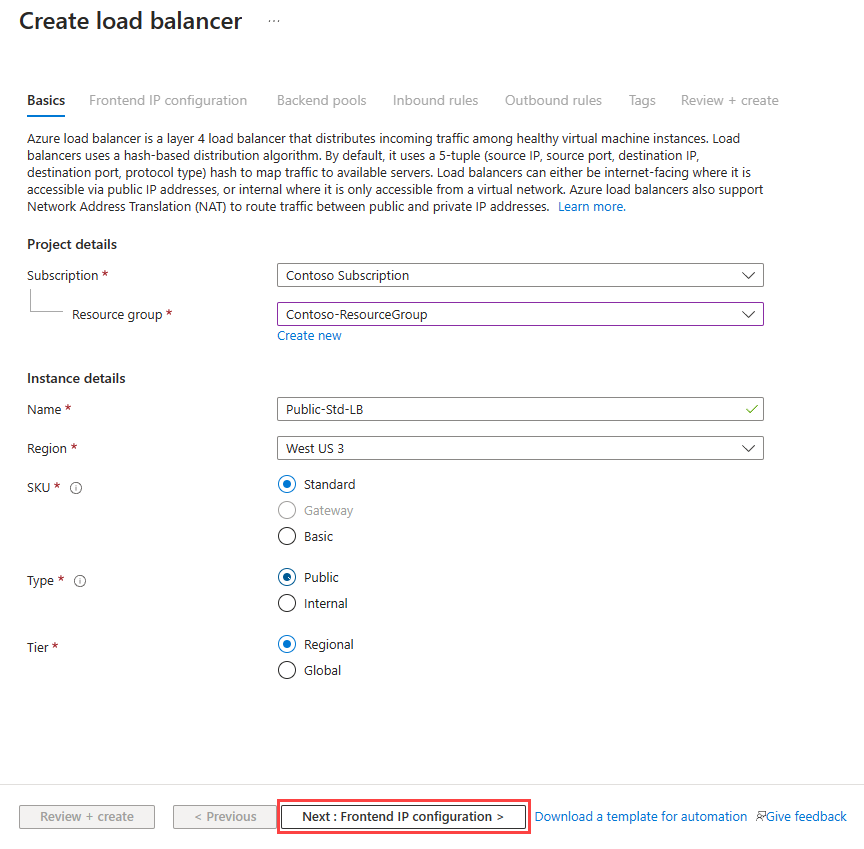 Create load balancer ...
Basics Frontend IP configuration Backend pools Inbound rules Outbound rules Tags Review + create
Azure load balancer is a layer 4 load balancer that distributes incoming traffic among healthy virtual machine instances. Load
balancers uses a hash-based distribution algorithm. By default, it uses a 5-tuple (source IP, source port, destination IP,
destination port, protocol type) hash to map traffic to available servers. Load balancers can either be internet-facing where it is
accessible via public IP addresses, or internal where it is only accessible from a virtual network. Azure load balancers also support
Network Address Translation (NAT) to route traffic between public and private IP addresses. Learn more.
Project details
Subscription * Contoso Subscription
Resource group * Contoso-ResourceGroup
Create new
Instance details
Name * Public-Std-LB
Region * West US 3
SKU * Standard
Gateway
Basic
Type * Public
Internal
Tier * Regional
Global
Review + create < Previous Next : Frontend IP configuration > Download a template for automation Give feedback